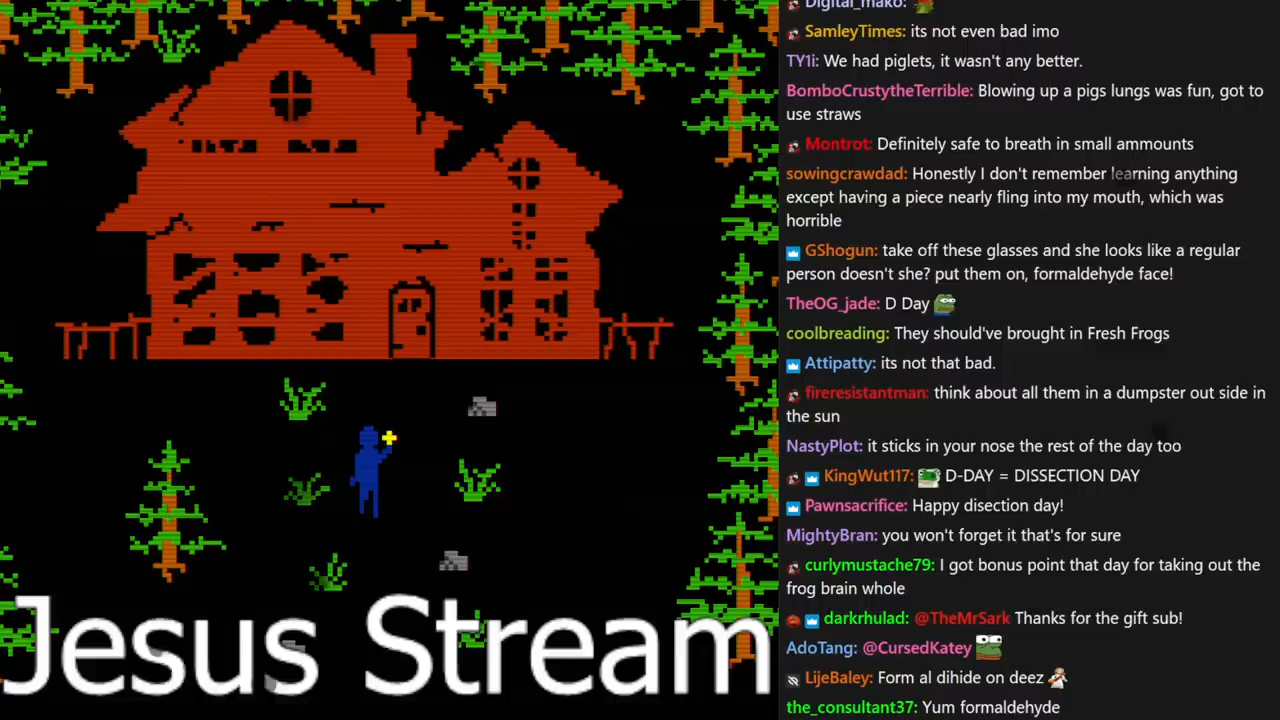 Digital_mako:
SamleyTimes: its not even bad imo
TY1i: We had piglets, it wasn't any better.
BomboCrustytheTerrible: Blowing up a pigs lungs was fun, got to
use straws
Montrot: Definitely safe to breath in small ammounts
sowingcrawdad: Honestly I don't remember learning anything
except having a piece nearly fling into my mouth, which was
horrible
GShogun: take off these glasses and she looks like a regular
person doesn't she? put them on, formaldehyde face!
TheOG_jade: D Day
coolbreading: They should've brought in Fresh Frogs
Attipatty: its not that bad.
fireresistantman: think about all them in a dumpster out side in
the sun
NastyPlot: it sticks in your nose the rest of the day too
KingWut117: D-DAY = DISSECTION DAY
Pawnsacrifice: Happy disection day!
MightyBran: you won't forget it that's for sure
curlymustache79: I got bonus point that day for taking out the
frog brain whole
darkrhulad: @TheMrSark Thanks for the gift sub!
AdoTang: @CursedKatey
LijeBaley: Form al dihide on deez
the_consultant37: Yum formaldehyde
Jesus Stream